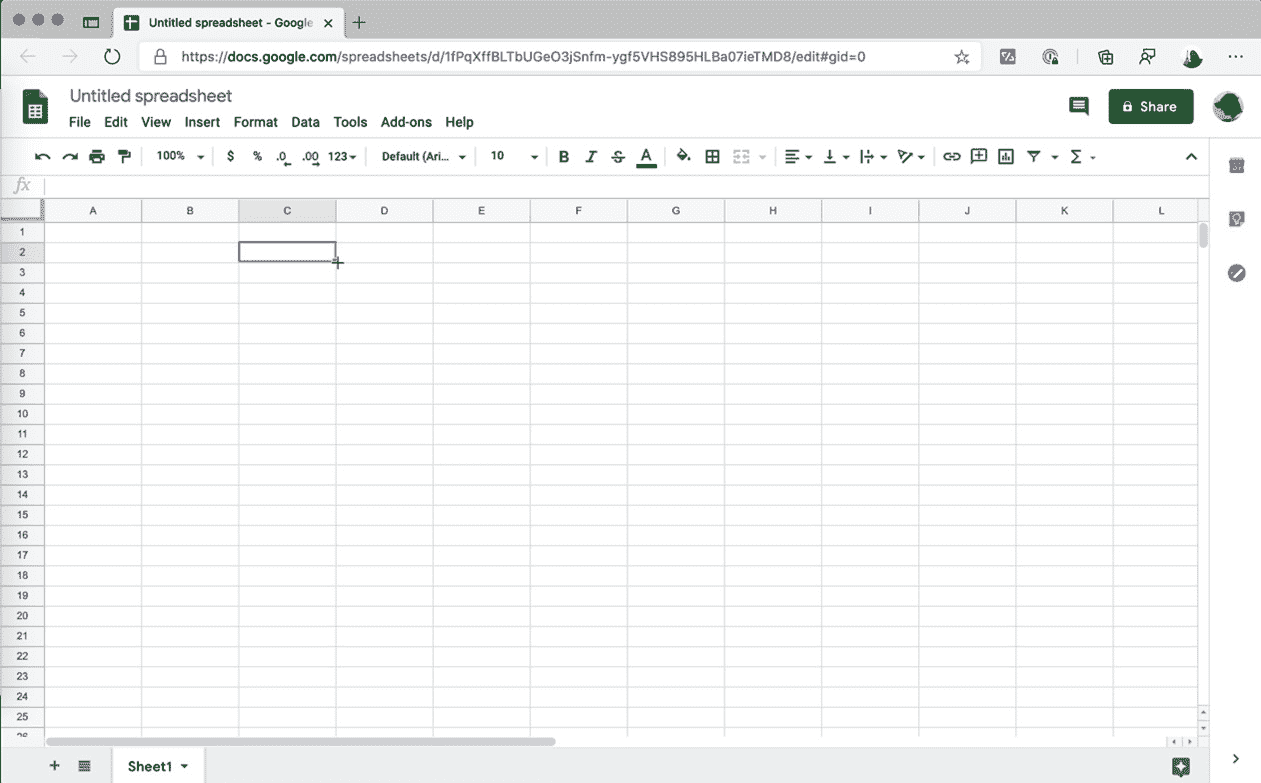 Untitled spreadsheet - Google
https://docs.google.com/spreadsheets/d/1fPqXffBLTbUGeO3jSnfm-ygf5VHS895HLBa07ieTMD8/edit#gid=0
Untitled spreadsheet
File Edit View Insert Format Data Tools Add-ons Help
Share
100% $ % .0 .00 123 Default (Ari... 10 B I S A Σ
fx
A B C D E F G H I J K L
1
2
3
4
5
6
7
8
9
10
11
12
13
14
15
16
17
18
19
20
21
22
23
24
25
Sheet1